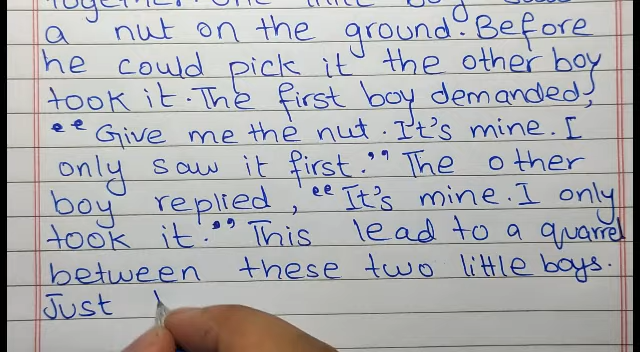 a nut on the ground. Before
he could pick it the other boy
took it. The first boy demanded,
"Give me the nut. It's mine. I
only saw it first." The other
boy replied, "It's mine. I only
took it." This lead to a quarrel
between these two little boys.
Just